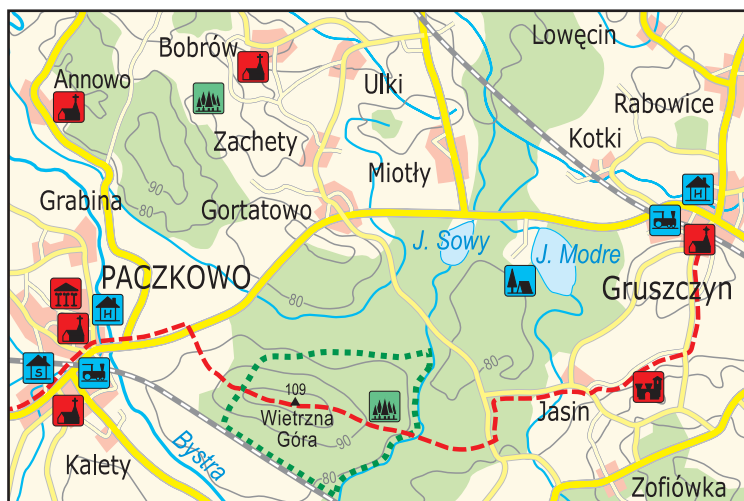 Bobrów
Lowęcin
Annowo
Ulki
Rabowice
Zachety
Kotki
90
80
Miotły
Grabina
H
Gortatowo
J. Sowy
J. Modre
PACZKOWO
80
Gruszczyn
H
80
S
109
Wietrzna
Góra
Jasin
90
Bystra
Kalety
80
Zofiówka